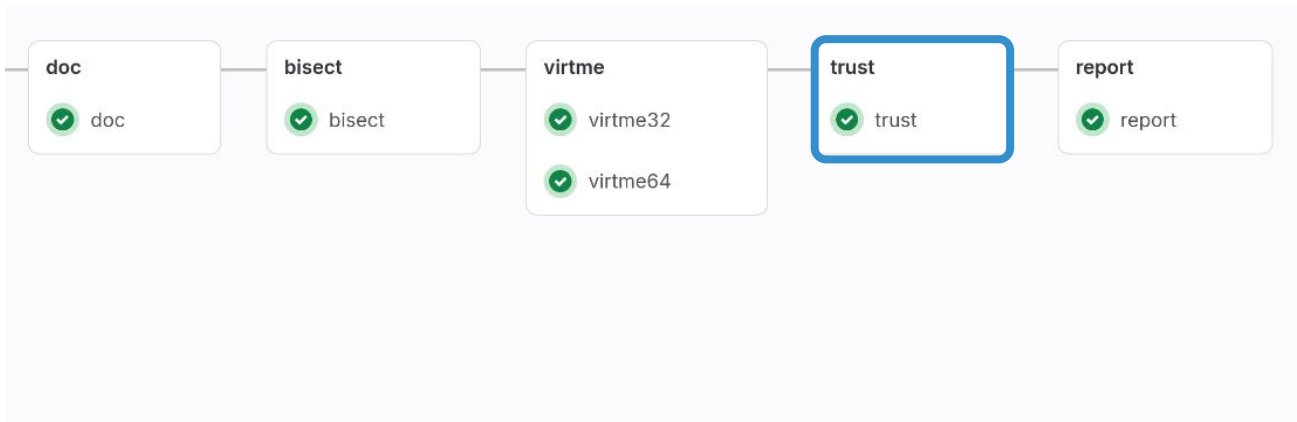 doc
doc
bisect
bisect
virtme
virtme32
virtme64
trust
trust
report
report